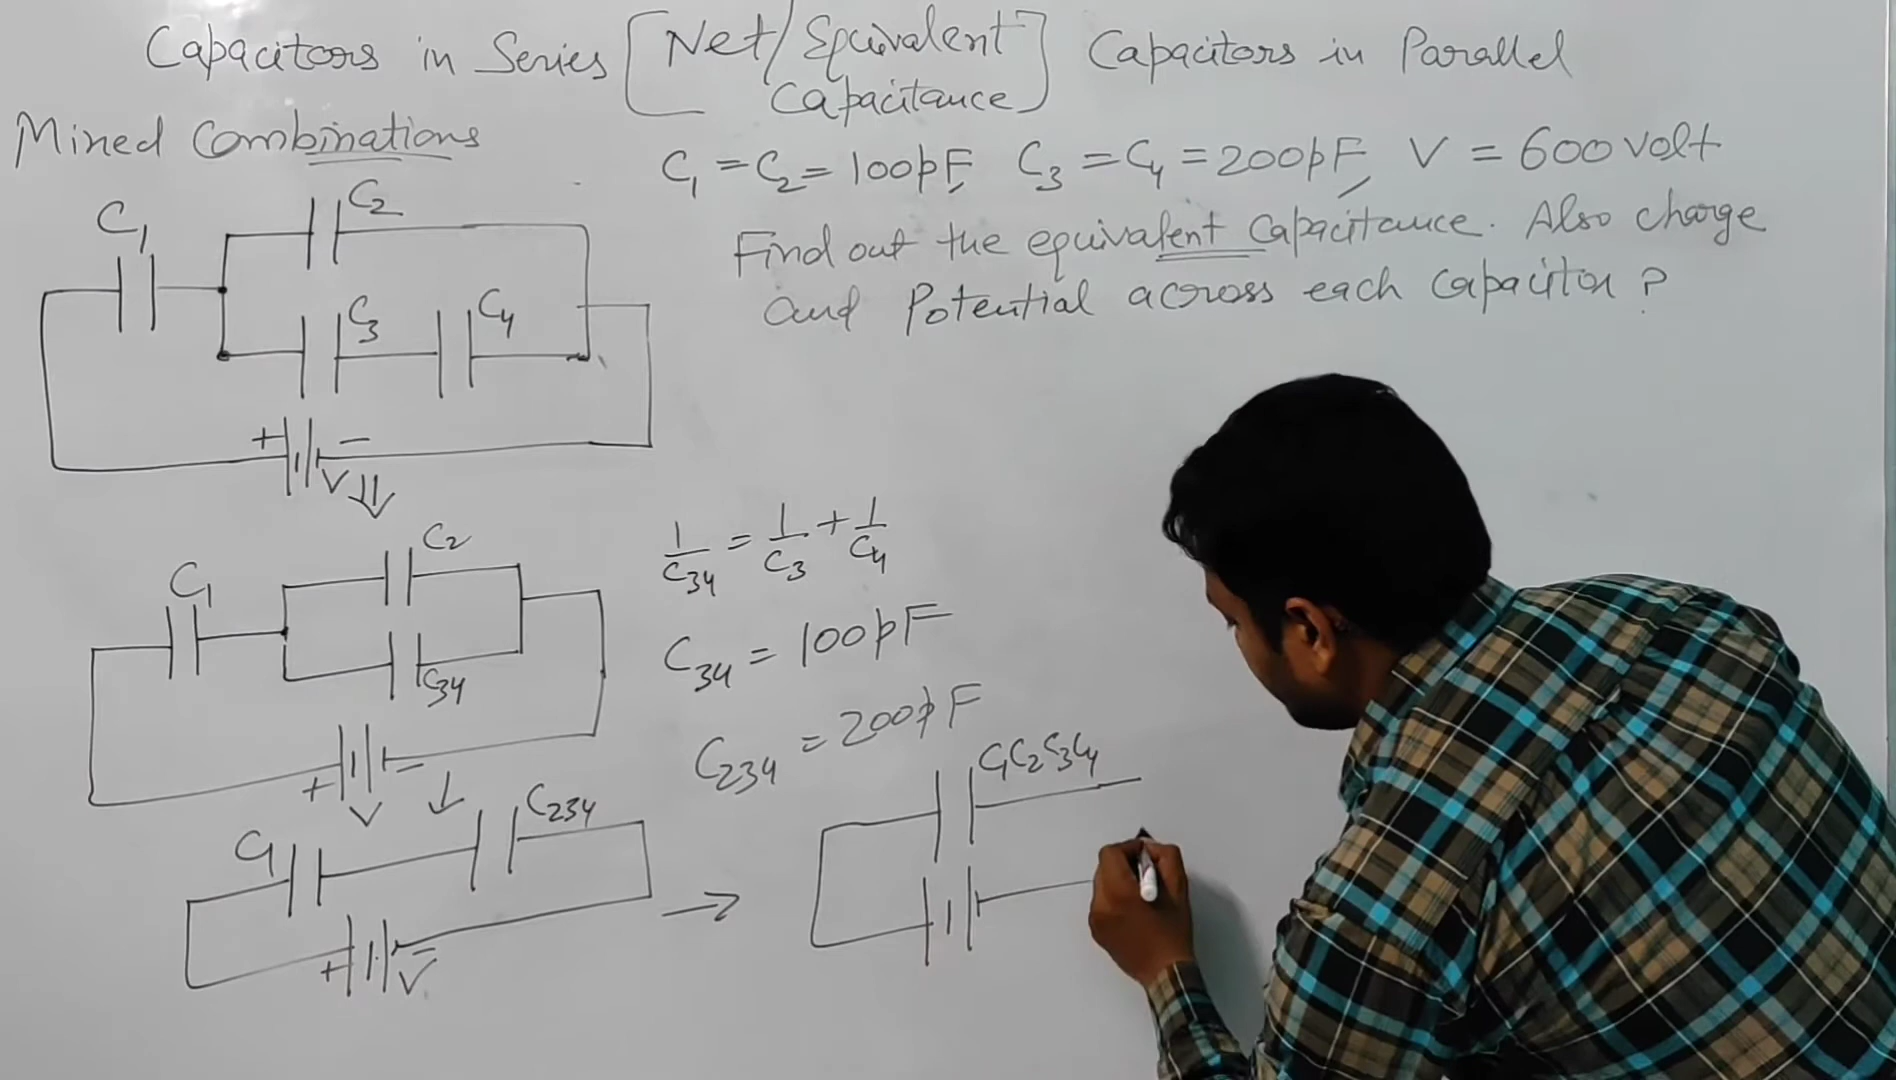 Capacitors in Series [Net/Equivalent Capacitance] Capacitors in Parallel
Mixed Combinations
C1 = C2 = 100pF, C3 = C4 = 200pF, V = 600 volt
Find out the equivalent capacitance. Also charge
and Potential across each capacitor?
C1
C2
C3
C4
+ −
V
C1
C2
C34
+ −
V
1/C34 = 1/C3 + 1/C4
C34 = 100pF
C234 = 200pF
C1
C234
+ −
V
C1C2C3C4